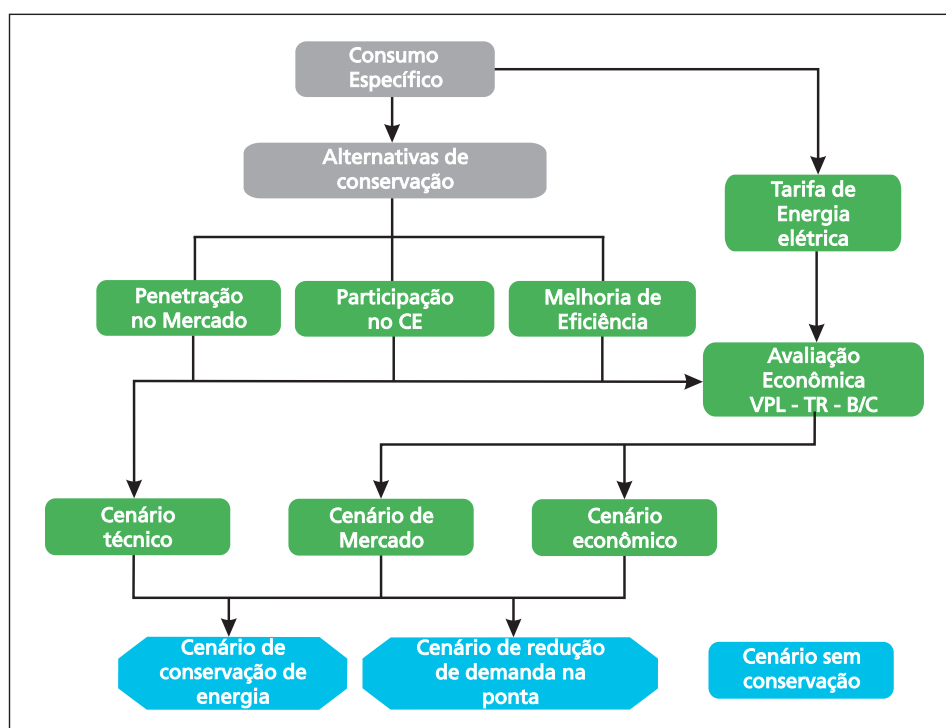 Consumo
Específico
Alternativas de
conservação
Tarifa de
Energia
elétrica
Penetração
no Mercado
Participação
no CE
Melhoria de
Eficiência
Avaliação
Econômica
VPL - TR - B/C
Cenário
técnico
Cenário de
Mercado
Cenário
econômico
Cenário de
conservação de
energia
Cenário de redução
de demanda na
ponta
Cenário sem
conservação